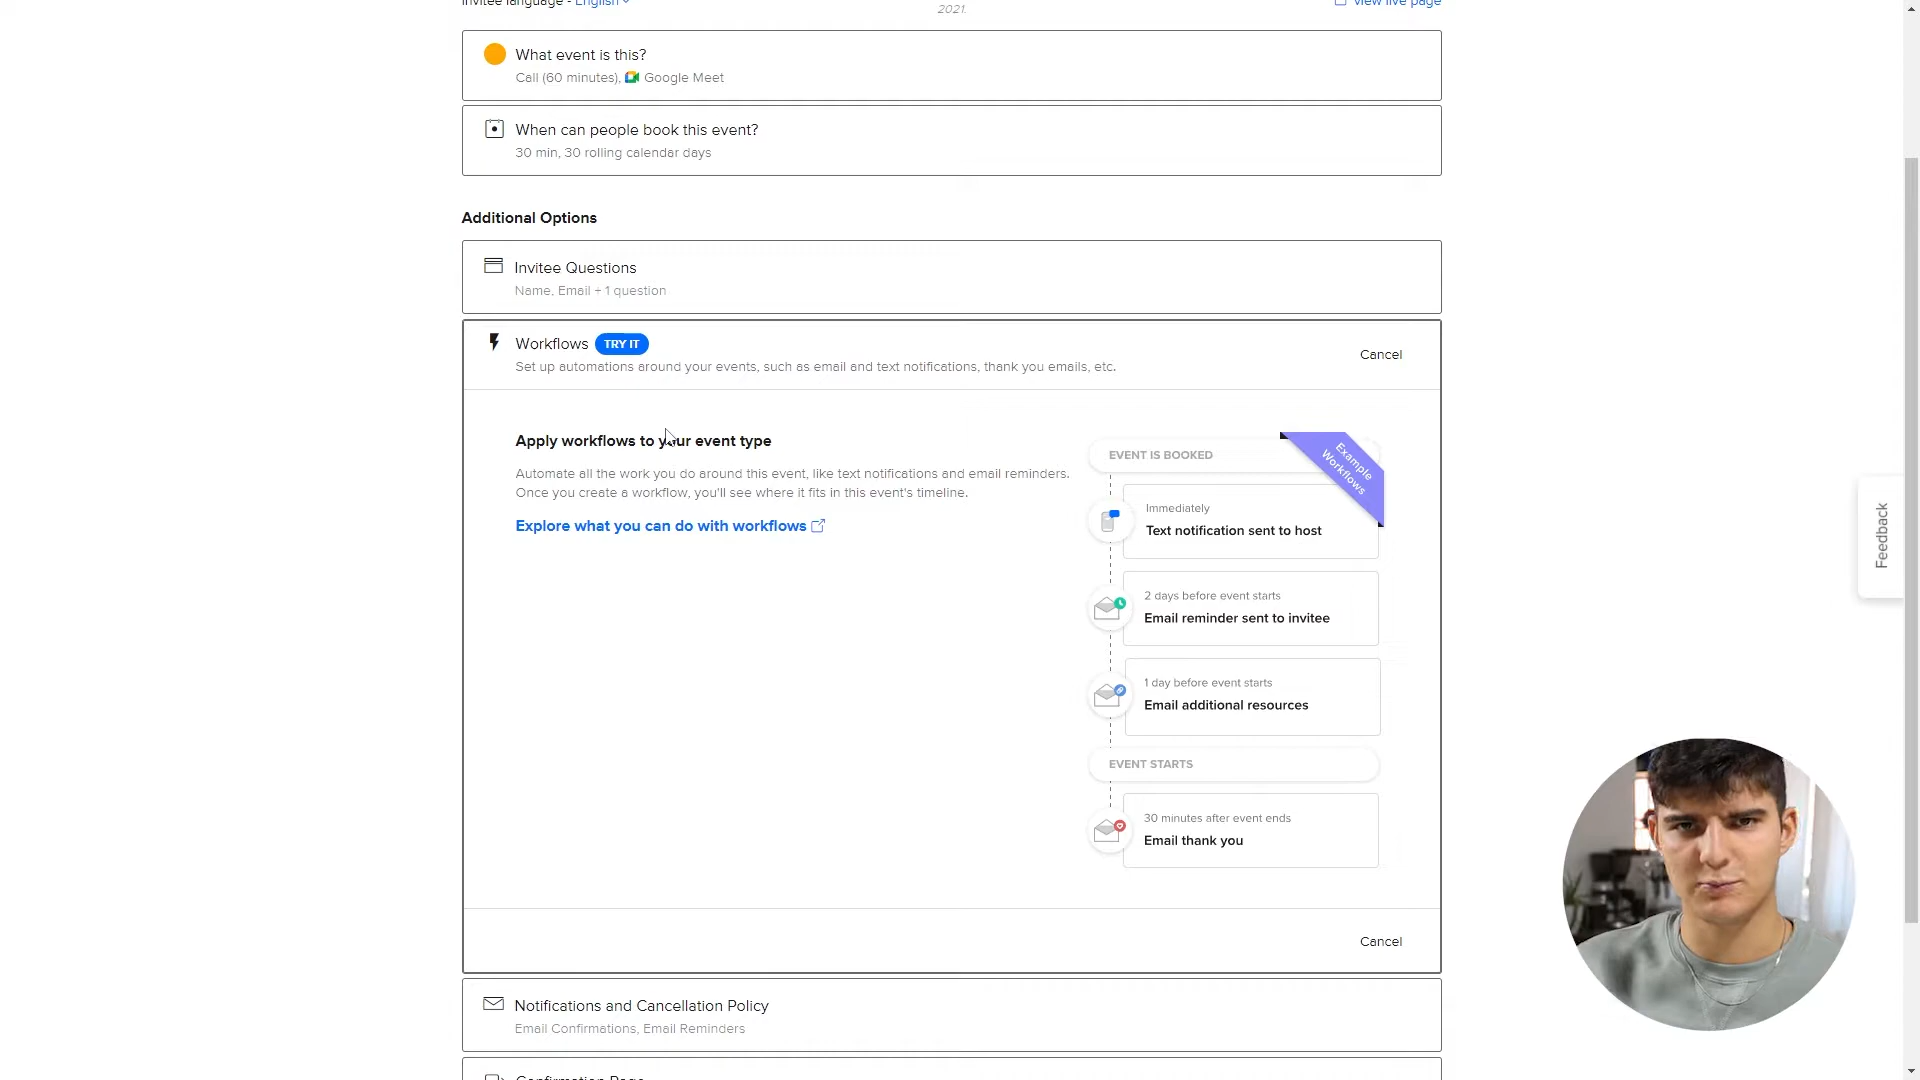 Invitee language - English
2021.
View live page
What event is this?
Call (60 minutes), Google Meet
When can people book this event?
30 min, 30 rolling calendar days
Additional Options
Invitee Questions
Name, Email + 1 question
Workflows TRY IT
Set up automations around your events, such as email and text notifications, thank you emails, etc.
Cancel
Apply workflows to your event type
Automate all the work you do around this event, like text notifications and email reminders.
Once you create a workflow, you'll see where it fits in this event's timeline.
Explore what you can do with workflows
Example
Workflows
EVENT IS BOOKED
Immediately
Text notification sent to host
2 days before event starts
Email reminder sent to invitee
1 day before event starts
Email additional resources
EVENT STARTS
30 minutes after event ends
Email thank you
Cancel
Notifications and Cancellation Policy
Email Confirmations, Email Reminders
Confirmation Page
Feedback